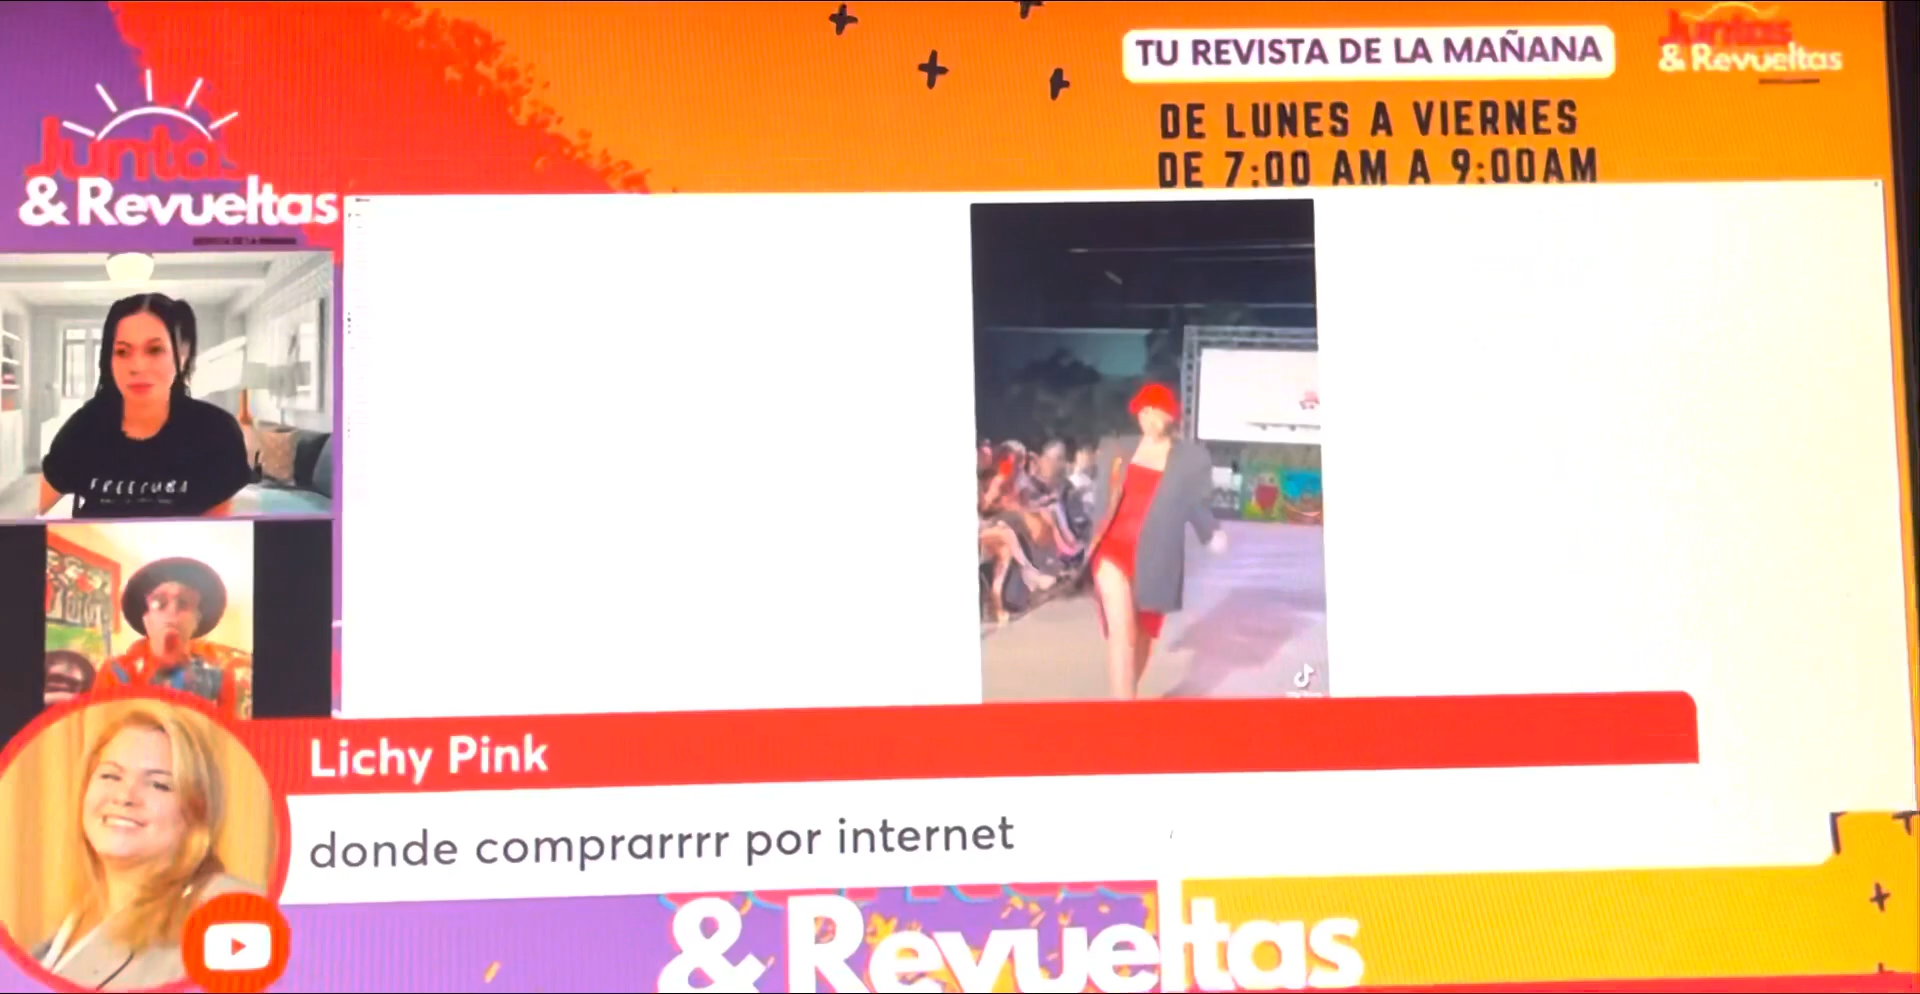 TU REVISTA DE LA MAÑANA
Juntas
& Revueltas
DE LUNES A VIERNES
DE 7:00 AM A 9:00AM
Juntas
& Revueltas
FREECUBA
Lichy Pink
donde comprarrrr por internet
& Revueltas